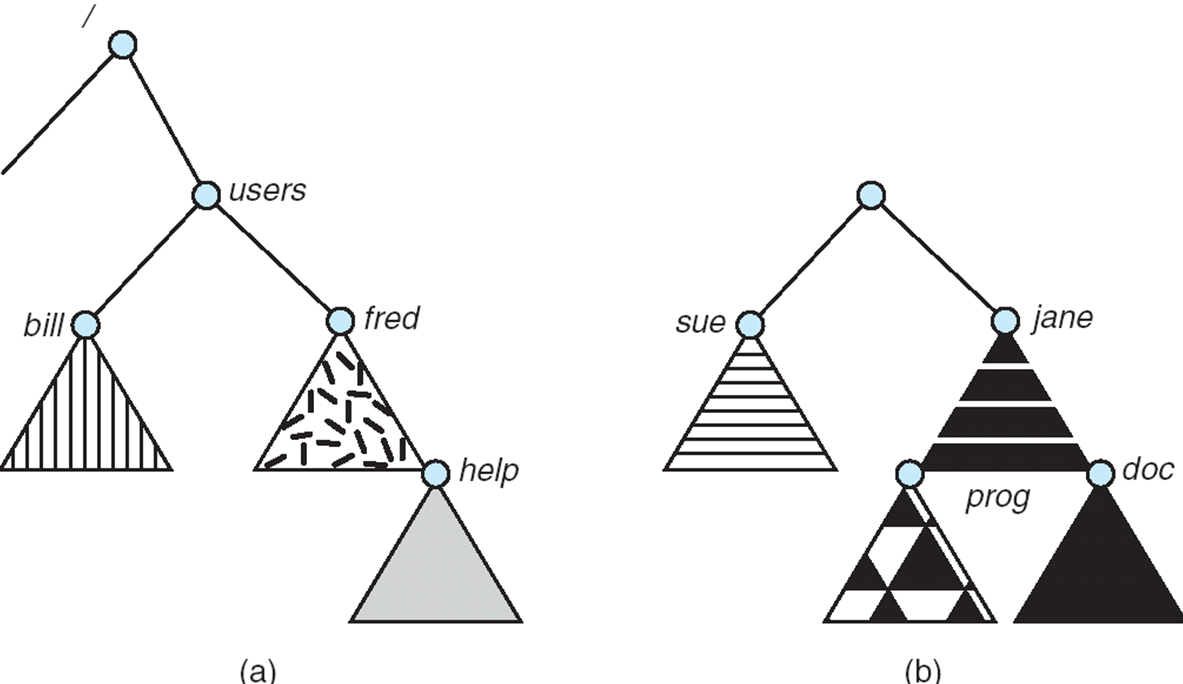 /
users
bill
fred
help
(a)
sue
jane
prog
doc
(b)